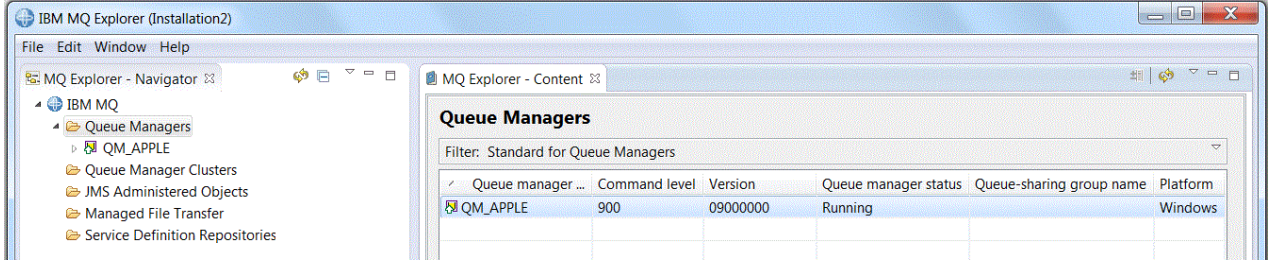 IBM MQ Explorer (Installation2)
File Edit Window Help
MQ Explorer - Navigator
IBM MQ
Queue Managers
QM_APPLE
Queue Manager Clusters
JMS Administered Objects
Managed File Transfer
Service Definition Repositories
MQ Explorer - Content
Queue Managers
Filter: Standard for Queue Managers
Queue manager ... Command level Version Queue manager status Queue-sharing group name Platform
QM_APPLE 900 09000000 Running Windows